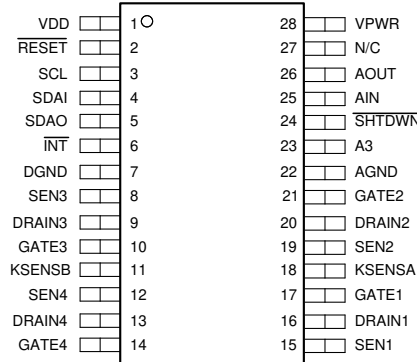 VDD 1 28 VPWR
RESET 2 27 N/C
SCL 3 26 AOUT
SDAI 4 25 AIN
SDAO 5 24 SHTDWN
INT 6 23 A3
DGND 7 22 AGND
SEN3 8 21 GATE2
DRAIN3 9 20 DRAIN2
GATE3 10 19 SEN2
KSENSB 11 18 KSENSA
SEN4 12 17 GATE1
DRAIN4 13 16 DRAIN1
GATE4 14 15 SEN1